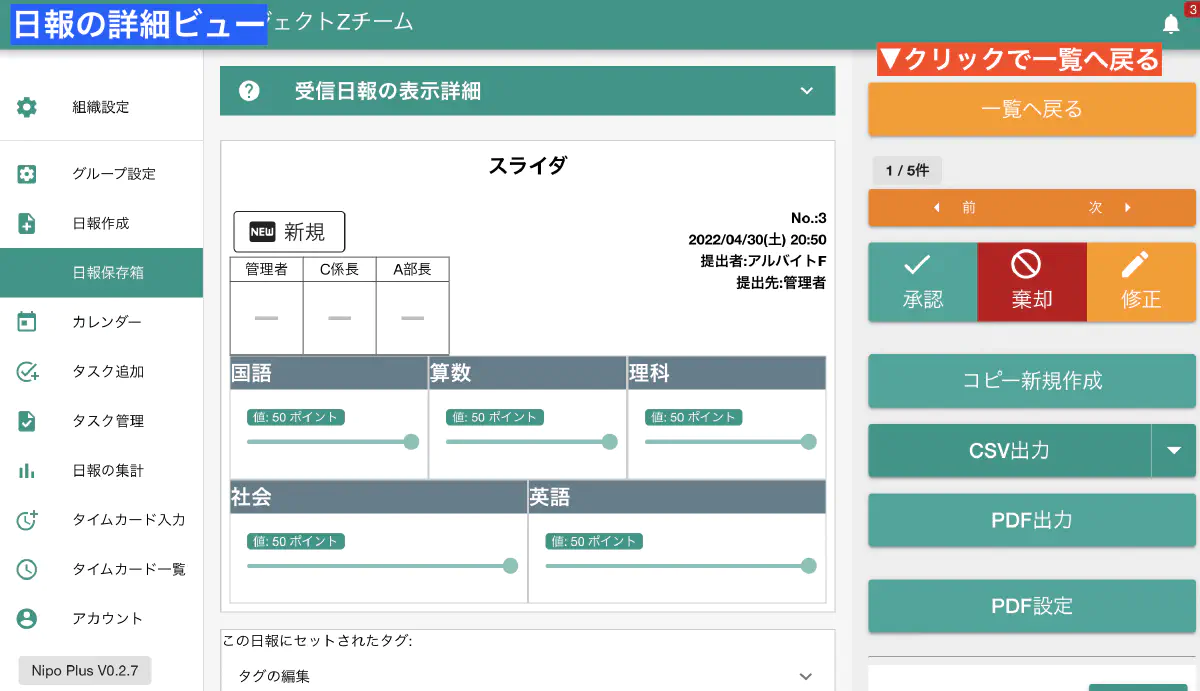 日報の詳細ビュー
ジェクトZチーム
3
▼クリックで一覧へ戻る
組織設定
グループ設定
日報作成
日報保存箱
カレンダー
タスク追加
タスク管理
日報の集計
タイムカード入力
タイムカード一覧
アカウント
Nipo Plus V0.2.7
受信日報の表示詳細
スライダ
NEW 新規
No.:3
2022/04/30(土) 20:50
提出者:アルバイトF
提出先:管理者
管理者 C係長 A部長
国語 算数 理科
値: 50 ポイント 値: 50 ポイント 値: 50 ポイント
社会 英語
値: 50 ポイント 値: 50 ポイント
この日報にセットされたタグ:
タグの編集
一覧へ戻る
1 / 5件
前 次
承認 棄却 修正
コピー新規作成
CSV出力
PDF出力
PDF設定